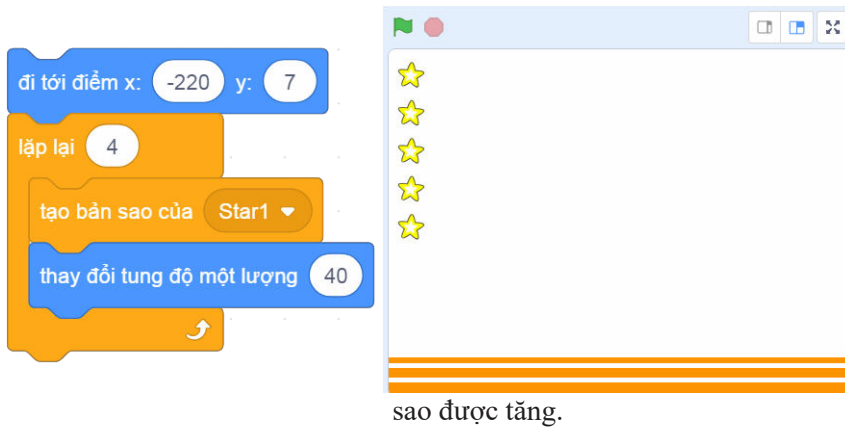 đi tới điểm x: -220 y: 7
lặp lại 4
tạo bản sao của Star1
thay đổi tung độ một lượng 40
sao được tăng.